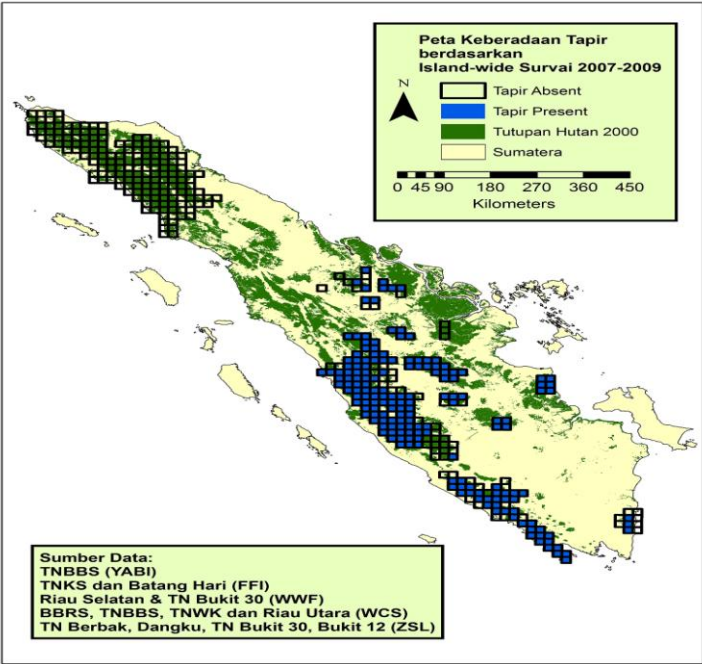 Peta Keberadaan Tapir
berdasarkan
Island-wide Survai 2007-2009
N
Tapir Absent
Tapir Present
Tutupan Hutan 2000
Sumatera
0 45 90 180 270 360 450
Kilometers
Sumber Data:
TNBBS (YABI)
TNKS dan Batang Hari (FFI)
Riau Selatan & TN Bukit 30 (WWF)
BBRS, TNBBS, TNWK dan Riau Utara (WCS)
TN Berbak, Dangku, TN Bukit 30, Bukit 12 (ZSL)